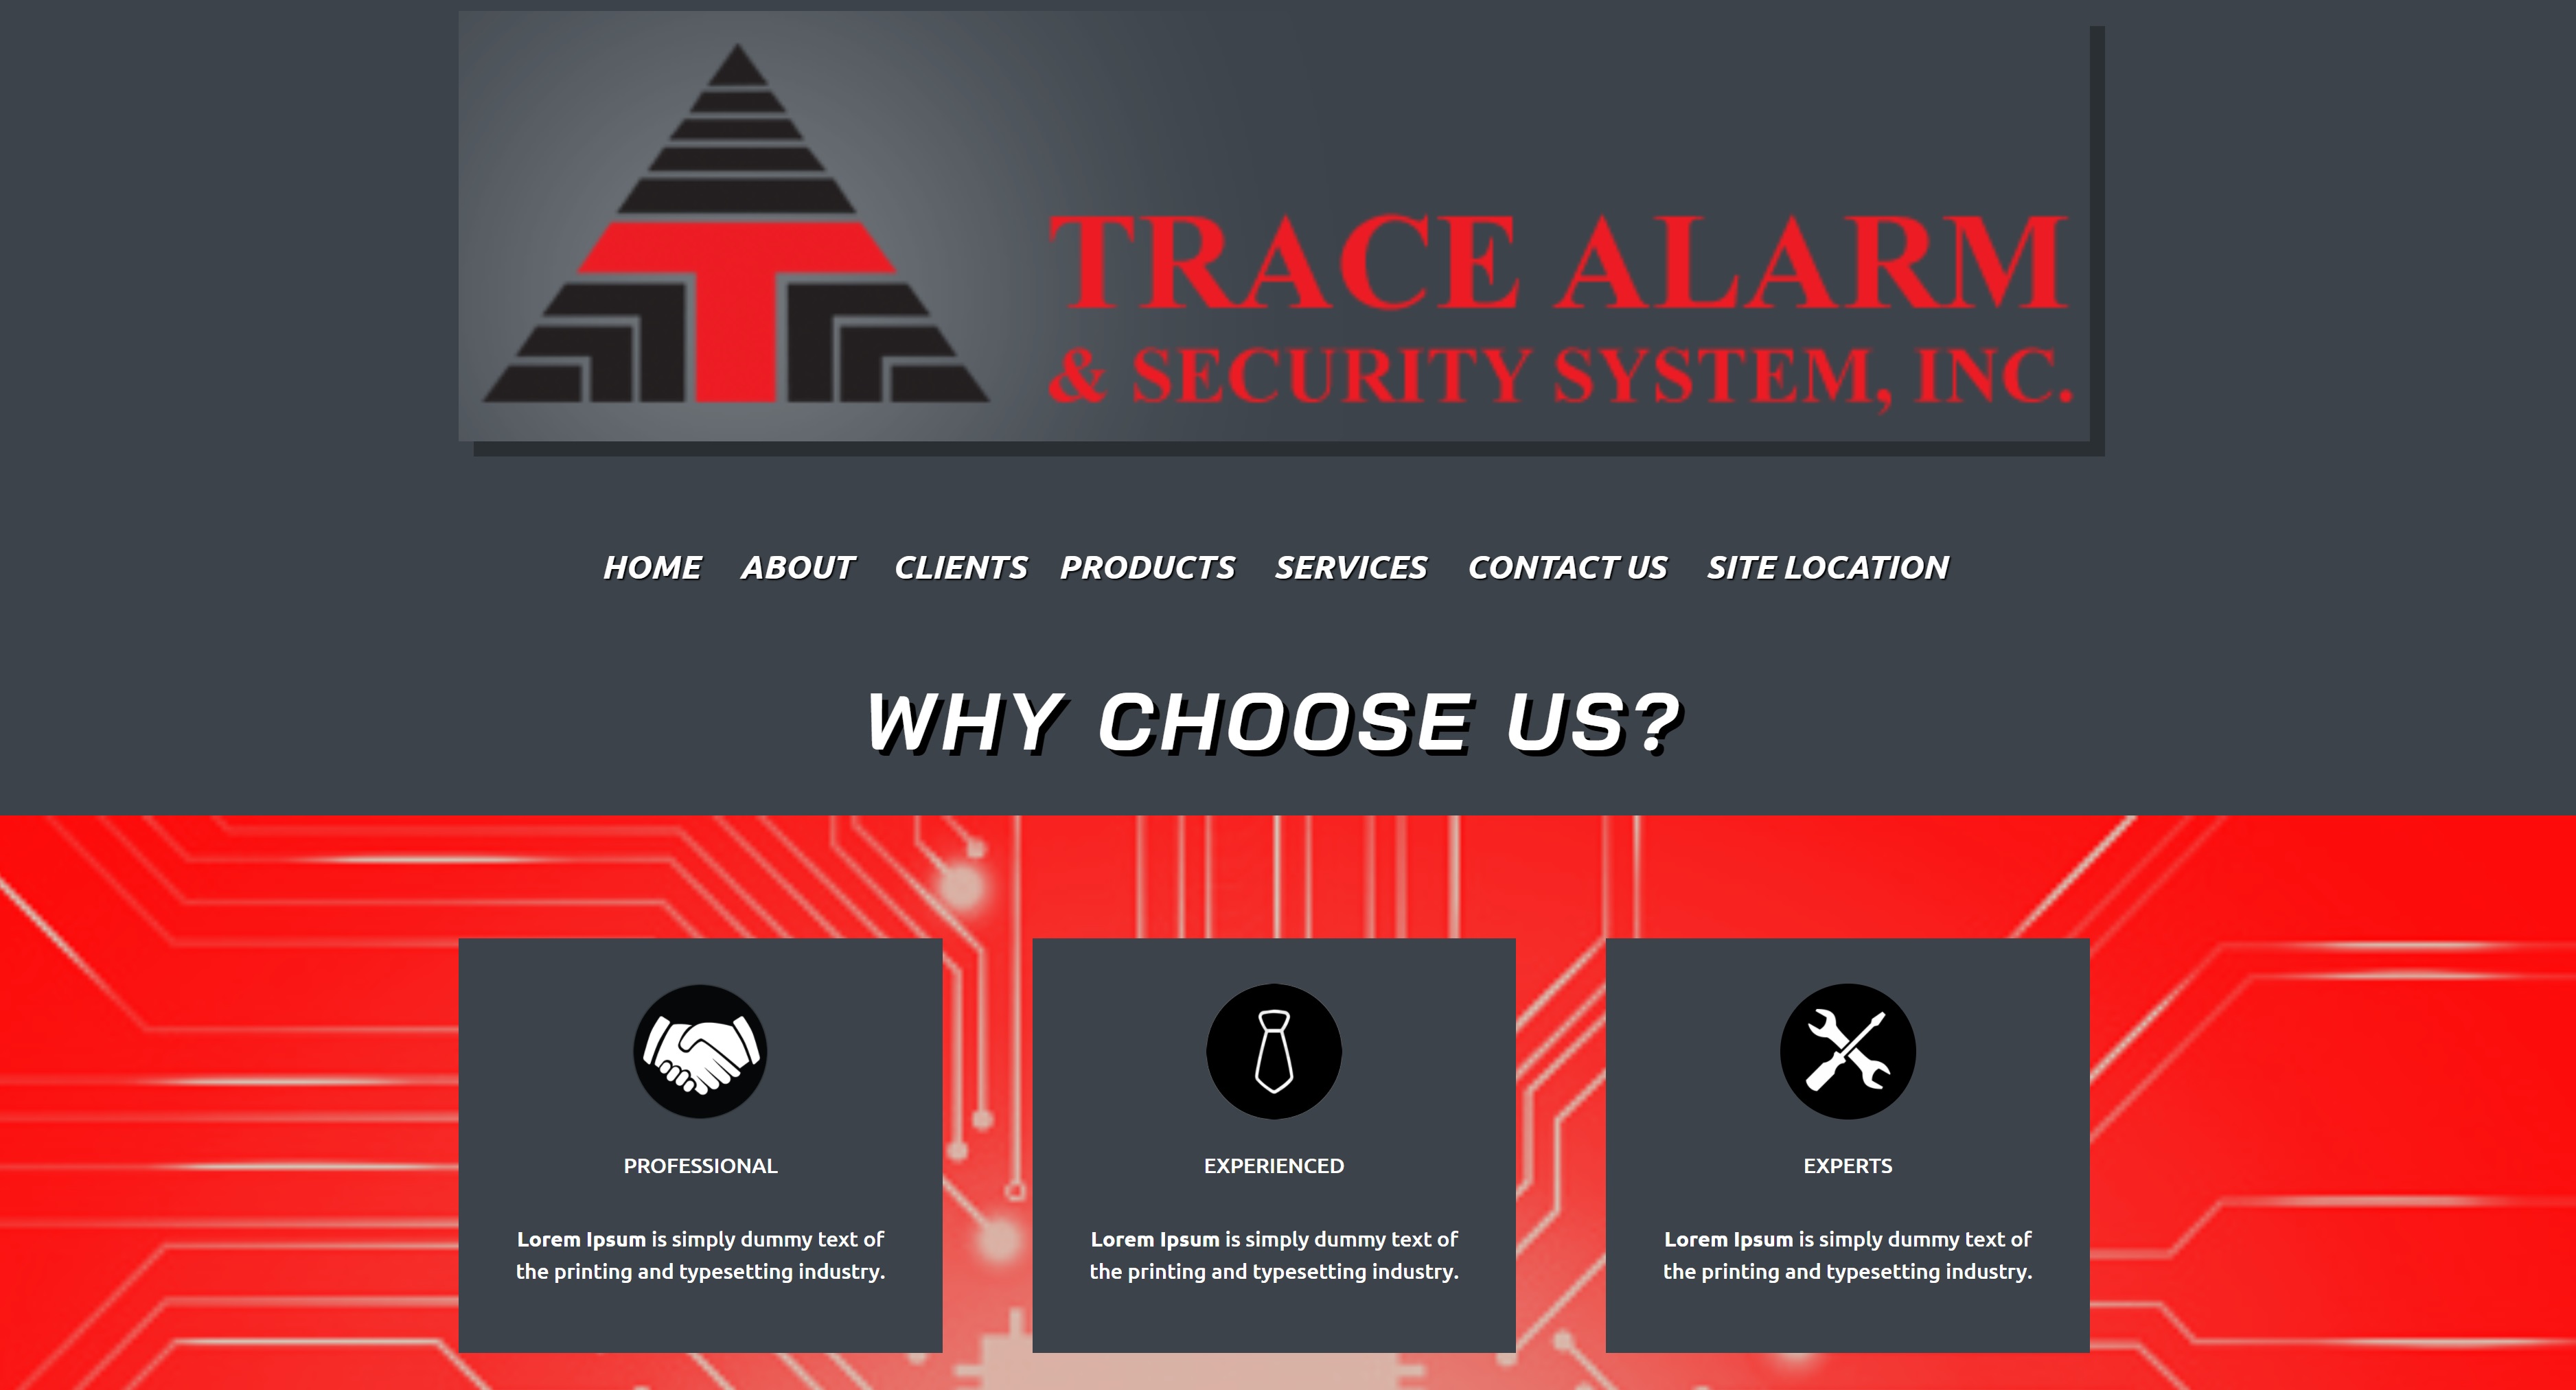 TRACE ALARM
& SECURITY SYSTEM, INC.
HOME ABOUT CLIENTS PRODUCTS SERVICES CONTACT US SITE LOCATION
WHY CHOOSE US?
PROFESSIONAL
Lorem Ipsum is simply dummy text of
the printing and typesetting industry.
EXPERIENCED
Lorem Ipsum is simply dummy text of
the printing and typesetting industry.
EXPERTS
Lorem Ipsum is simply dummy text of
the printing and typesetting industry.